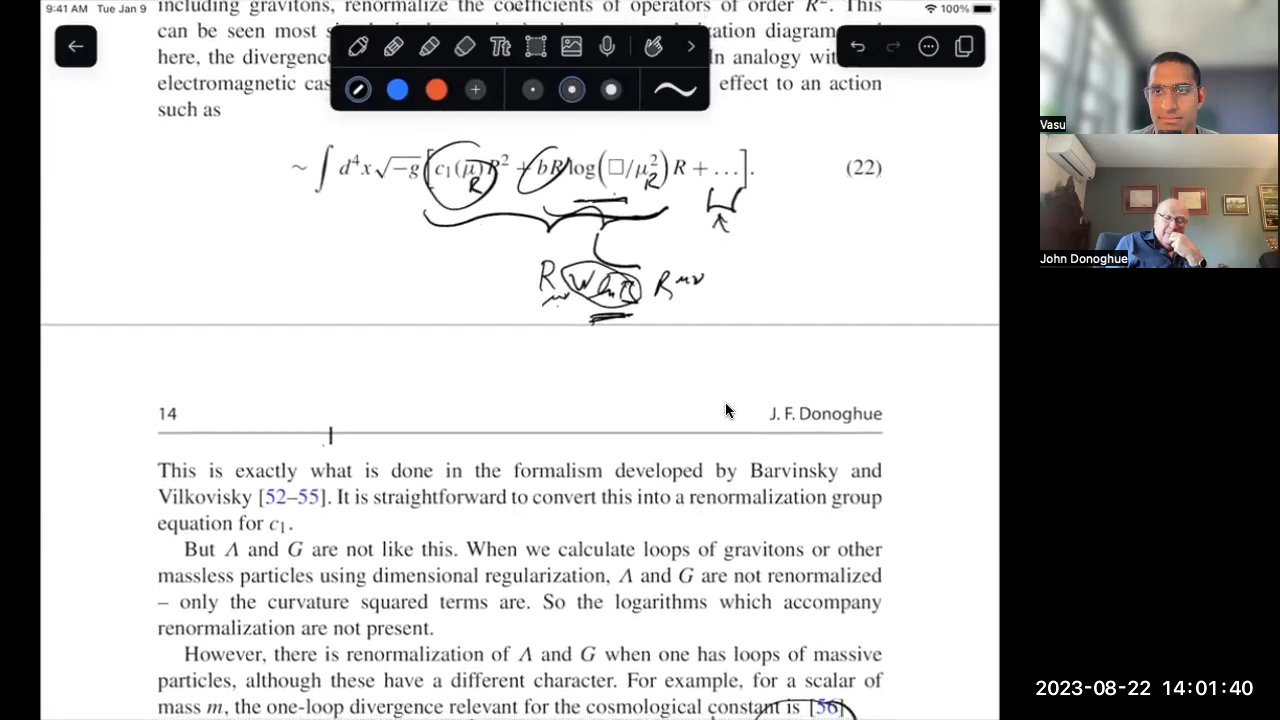 9:41 AM Tue Jan 9
100%
including gravitons, renormalize the coefficients of operators of order R². This
can be seen most
ization diagram
here, the divergence
In analogy
electromagnetic
effect to an action
such as
Tt
∼ ∫ d⁴x√−g [c₁(μ)R² + bR log(□/μ²)R + …]. (22)
R R
R
μν
R^μν
14 J. F. Donoghue
This is exactly what is done in the formalism developed by Barvinsky and
Vilkovisky [52–55]. It is straightforward to convert this into a renormalization group
equation for c₁.
But Λ and G are not like this. When we calculate loops of gravitons or other
massless particles using dimensional regularization, Λ and G are not renormalized
– only the curvature squared terms are. So the logarithms which accompany
renormalization are not present.
However, there is renormalization of Λ and G when one has loops of massive
particles, although these have a different character. For example, for a scalar of
mass m, the one-loop divergence relevant for the cosmological constant is [56]
Vasu
John Donoghue
2023-08-22 14:01:40